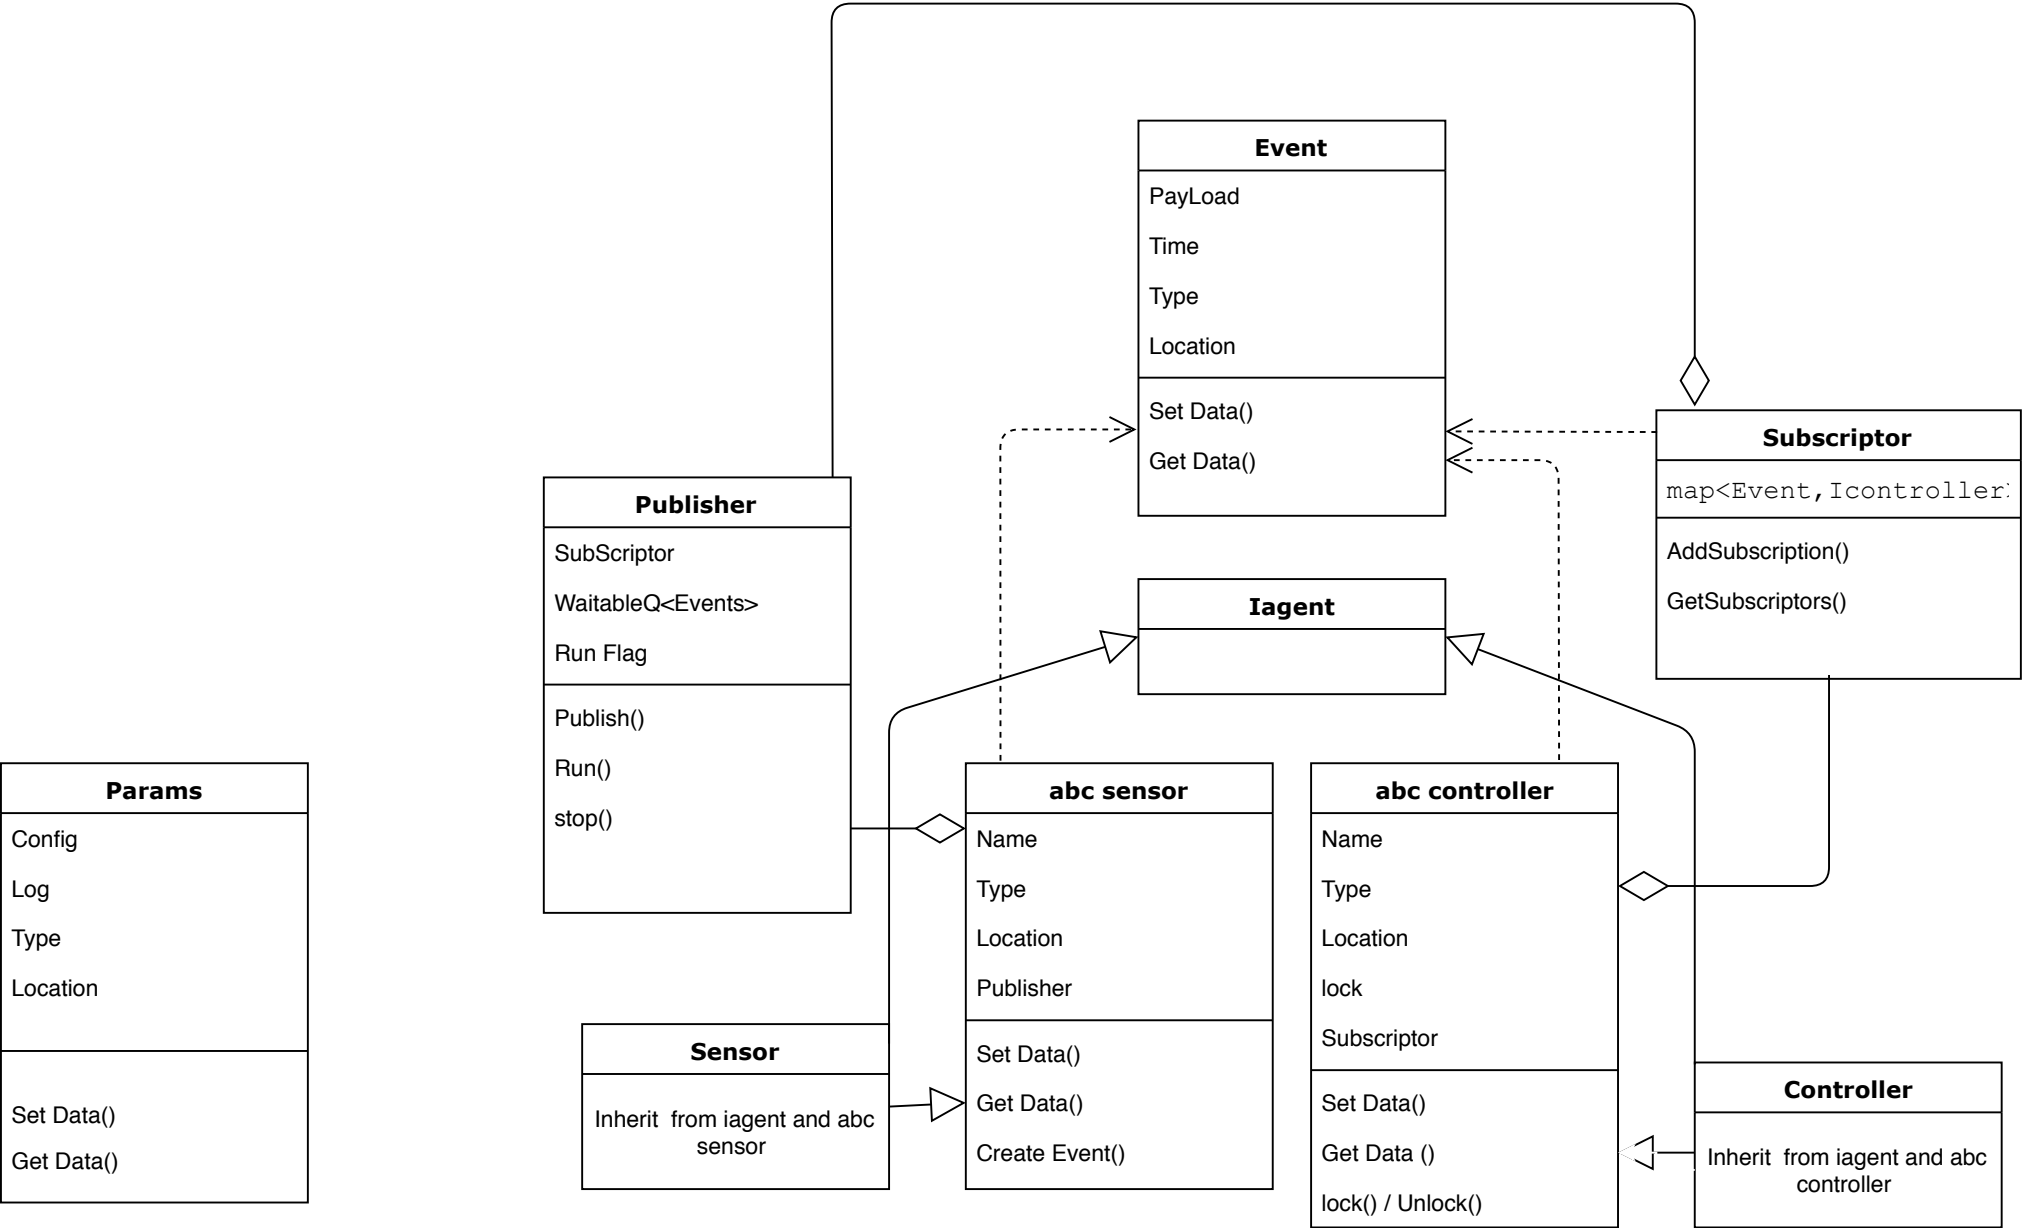 Event
PayLoad
Time
Type
Location
Set Data()
Get Data()
Subscriptor
map<Event,Icontroller>
AddSubscription()
GetSubscriptors()
Publisher
SubScriptor
WaitableQ<Events>
Run Flag
Publish()
Run()
stop()
Iagent
Params
Config
Log
Type
Location
Set Data()
Get Data()
abc sensor
Name
Type
Location
Publisher
Set Data()
Get Data()
Create Event()
abc controller
Name
Type
Location
lock
Subscriptor
Set Data()
Get Data ()
lock() / Unlock()
Sensor
Inherit  from iagent and abc
sensor
Controller
Inherit  from iagent and abc
controller